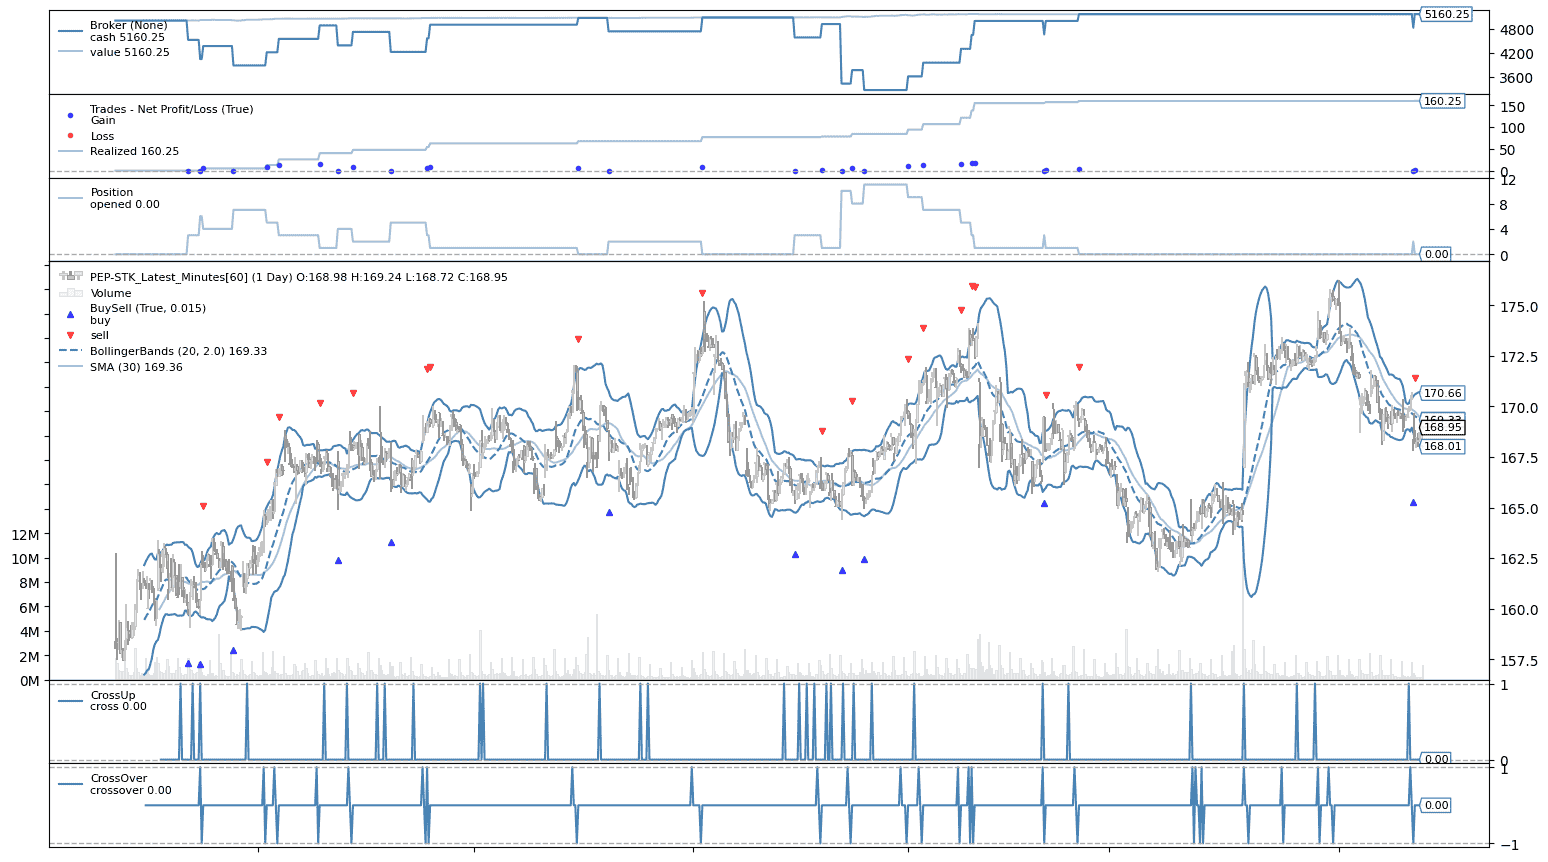 Broker (None)
cash 5160.25
value 5160.25
5160.25
4800
4200
3600
Trades - Net Profit/Loss (True)
Gain
Loss
Realized 160.25
160.25
150
100
50
0
Position
opened 0.00
12
8
4
0
0.00
PEP-STK_Latest_Minutes[60] (1 Day) O:168.98 H:169.24 L:168.72 C:168.95
Volume
BuySell (True, 0.015)
buy
sell
BollingerBands (20, 2.0) 169.33
SMA (30) 169.36
175.0
172.5
170.66
170.0
169.33
168.95
168.01
167.5
165.0
162.5
160.0
157.5
12M
10M
8M
6M
4M
2M
0M
CrossUp
cross 0.00
1
0.00
0
CrossOver
crossover 0.00
1
0.00
−1